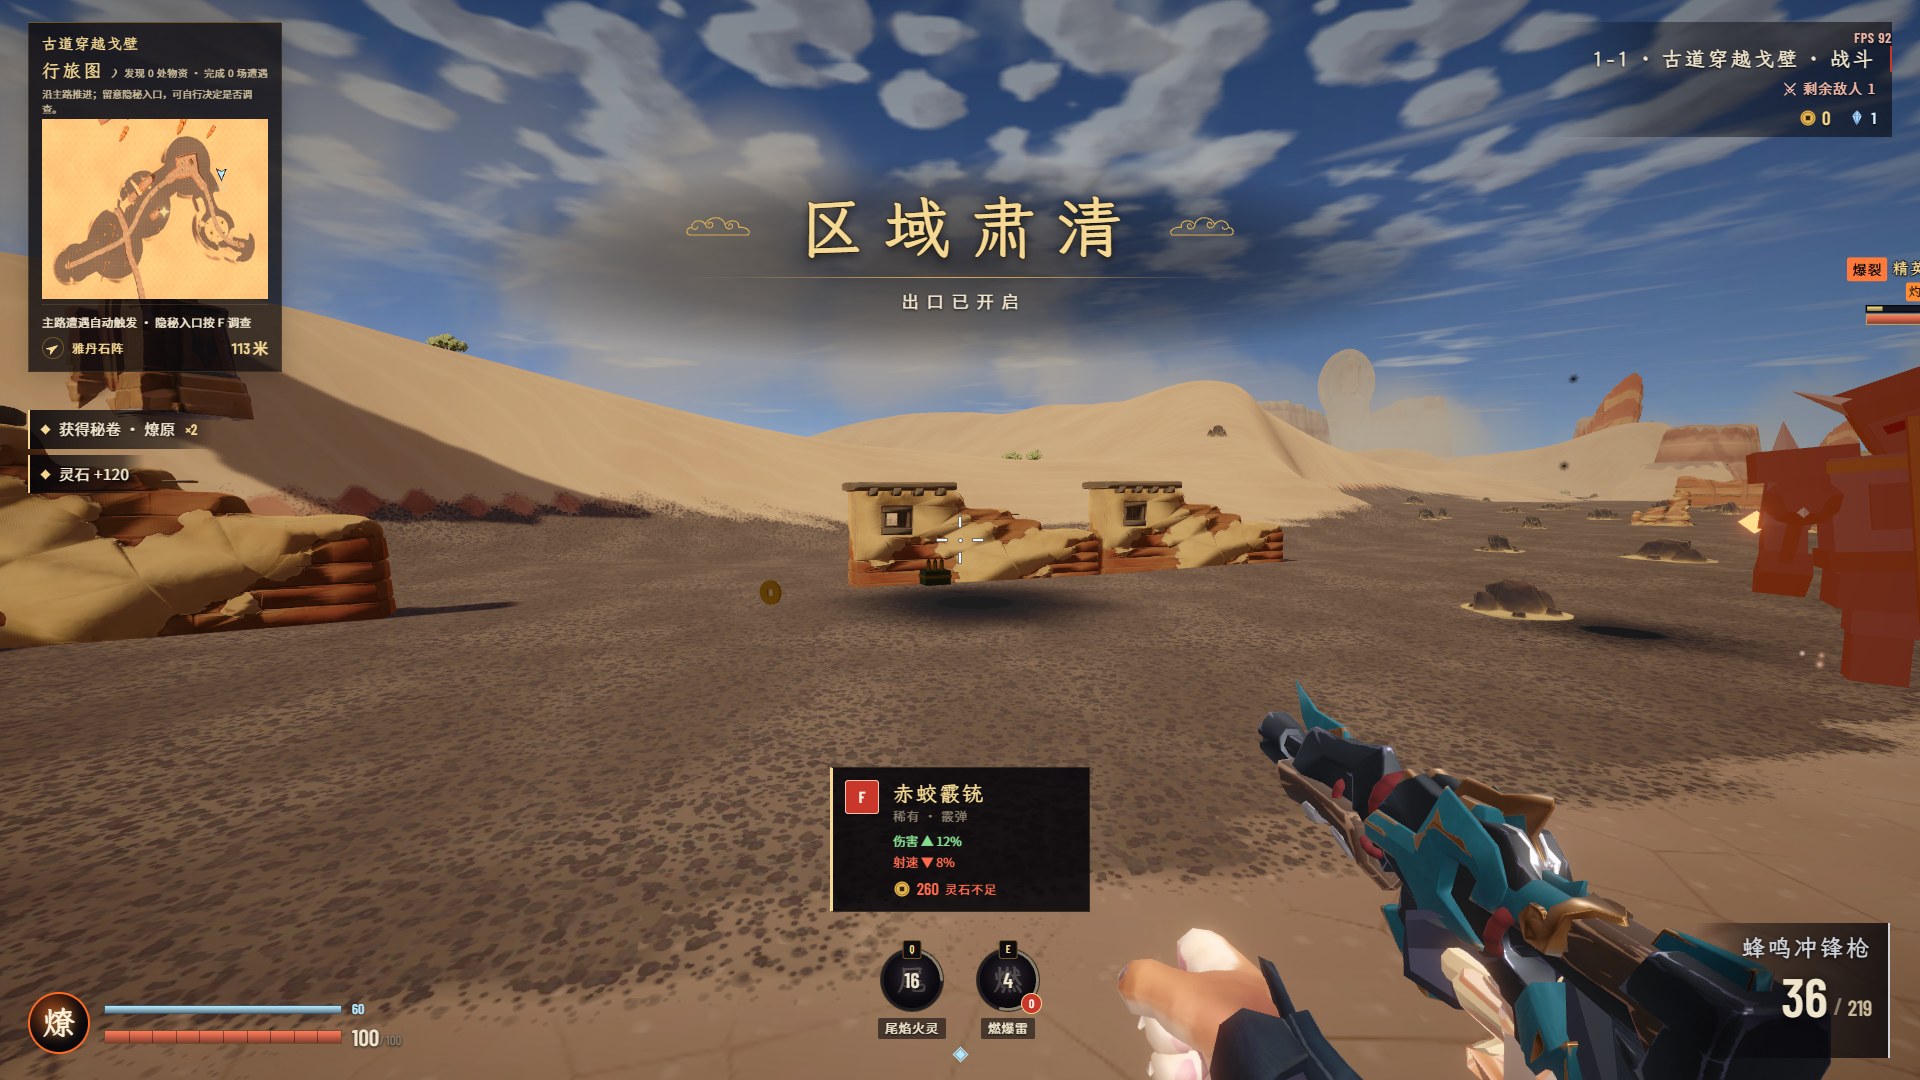 古道穿越戈壁
行旅图 发现 0 处物资 · 完成 0 场遭遇
沿主路推进；留意隐秘入口，可自行决定是否调
查。
主路遭遇自动触发 · 隐秘入口按 F 调查
雅丹石阵 113 米
获得秘卷 · 燎原 ×2
灵石 +120
区域肃清
出口已开启
FPS 92
1-1 · 古道穿越戈壁 · 战斗
剩余敌人 1
0 1
爆裂 精英
灼
F 赤蛟霰铳
稀有 · 霰弹
伤害▲12%
射速▼8%
260 灵石不足
Q E
16 4
0
尾焰火灵 燃爆雷
燎
60
100/100
蜂鸣冲锋枪
36 / 219